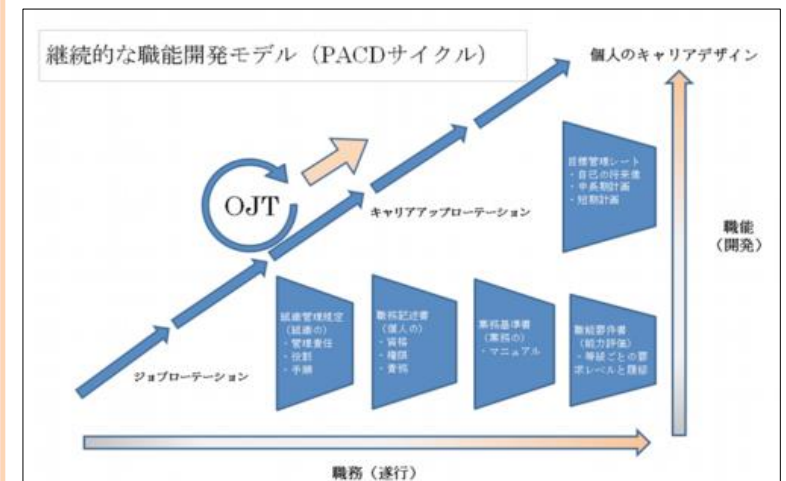 継続的な職能開発モデル（PACDサイクル）
個人のキャリアデザイン
OJT
キャリアアップローテーション
目標管理シート
・自己の将来像
・中長期計画
・短期計画
職能
（開発）
ジョブローテーション
組織管理規定
（組織の）
・管理責任
・役割
・手順
職務記述書
（個人の）
・資格
・権限
・責務
業務基準書
（業務の）
・マニュアル
職能要件書
（能力評価）
・等級ごとの要
求レベルと
職務（遂行）